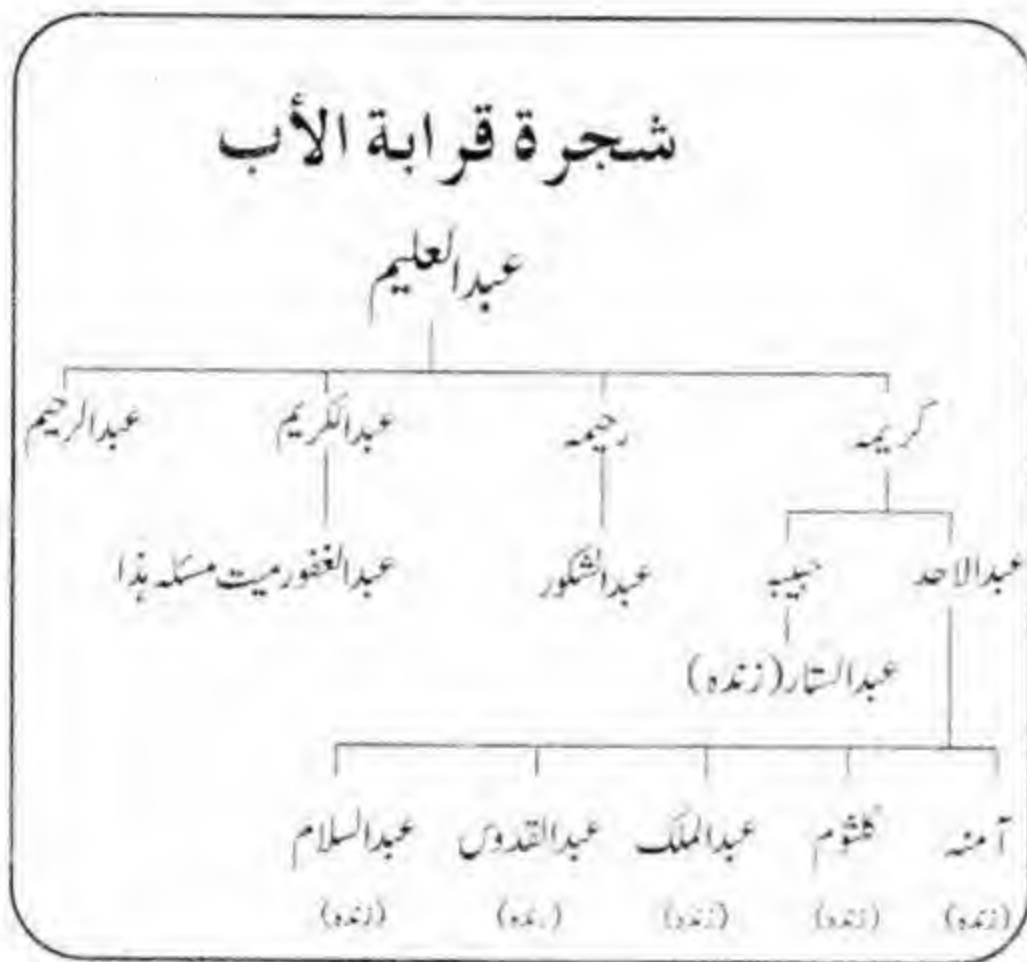 شجرة قرابة الأب
عبدالعلیم
کریمہ رحیمہ عبدالکریم عبدالرحیم
عبدالاحد حبیبہ عبدالشکور عبدالغفور میت مسئلہ ہذا
عبدالستار (زندہ)
آمنہ کلثوم عبدالملک عبدالقدوس عبدالسلام
(زندہ) (زندہ) (زندہ) (زندہ) (زندہ)